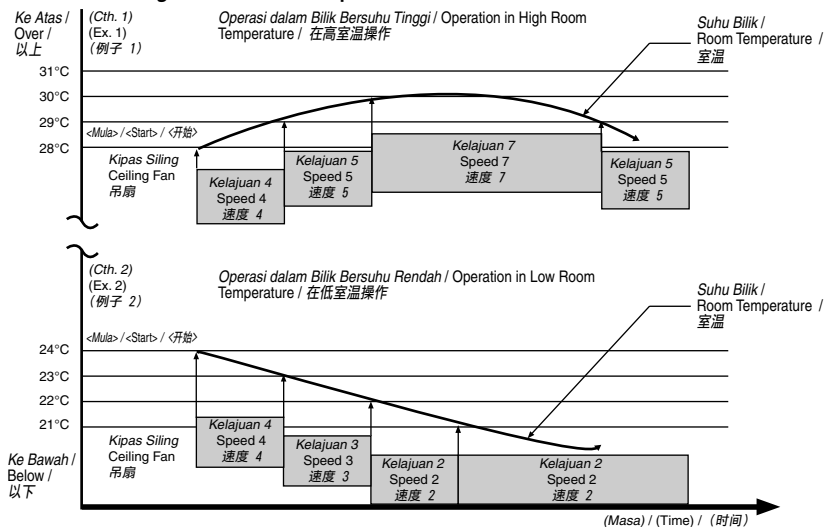 Ke Atas /
Over /
以上
(Cth. 1)
(Ex. 1)
(例子 1)
Operasi dalam Bilik Bersuhu Tinggi / Operation in High Room
Temperature / 在高室温操作
Suhu Bilik /
Room Temperature /
室温
31°C
30°C
29°C
28°C
<Mula> /<Start> / <开始>
Kipas Siling
Ceiling Fan
吊扇
Kelajuan 4
Speed 4
速度 4
Kelajuan 5
Speed 5
速度 5
Kelajuan 7
Speed 7
速度 7
Kelajuan 5
Speed 5
速度 5
(Cth. 2)
(Ex. 2)
(例子 2)
Operasi dalam Bilik Bersuhu Rendah / Operation in Low Room
Temperature / 在低室温操作
Suhu Bilik /
Room Temperature /
室温
<Mula> /<Start> / <开始>
24°C
23°C
22°C
21°C
Kipas Siling
Ceiling Fan
吊扇
Kelajuan 4
Speed 4
速度 4
Kelajuan 3
Speed 3
速度 3
Kelajuan 2
Speed 2
速度 2
Kelajuan 2
Speed 2
速度 2
Ke Bawah /
Below /
以下
(Masa) / (Time) / (时间)